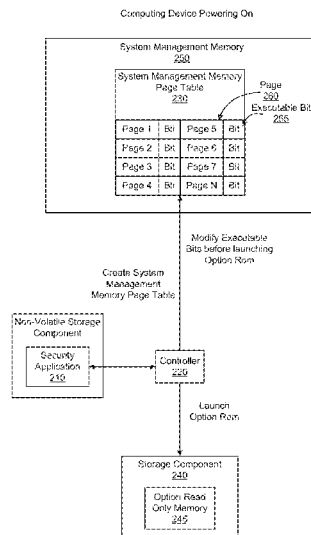 Computing Device Powering On
System Management Memory
250
System Management Memory
Page Table
230
Page
260
Executable Bit
265
Page 1 Bit Page 5 Bit
Page 2 Bit Page 6 Bit
Page 3 Bit Page 7 Bit
Page 4 Bit Page N Bit
Modify Executable
Bits before launching
Option Rom
Create System
Management
Memory Page Table
Non-Volatile Storage
Component
Security
Application
210
Controller
220
Launch
Option Rom
Storage Component
240
Option Read
Only Memory
245